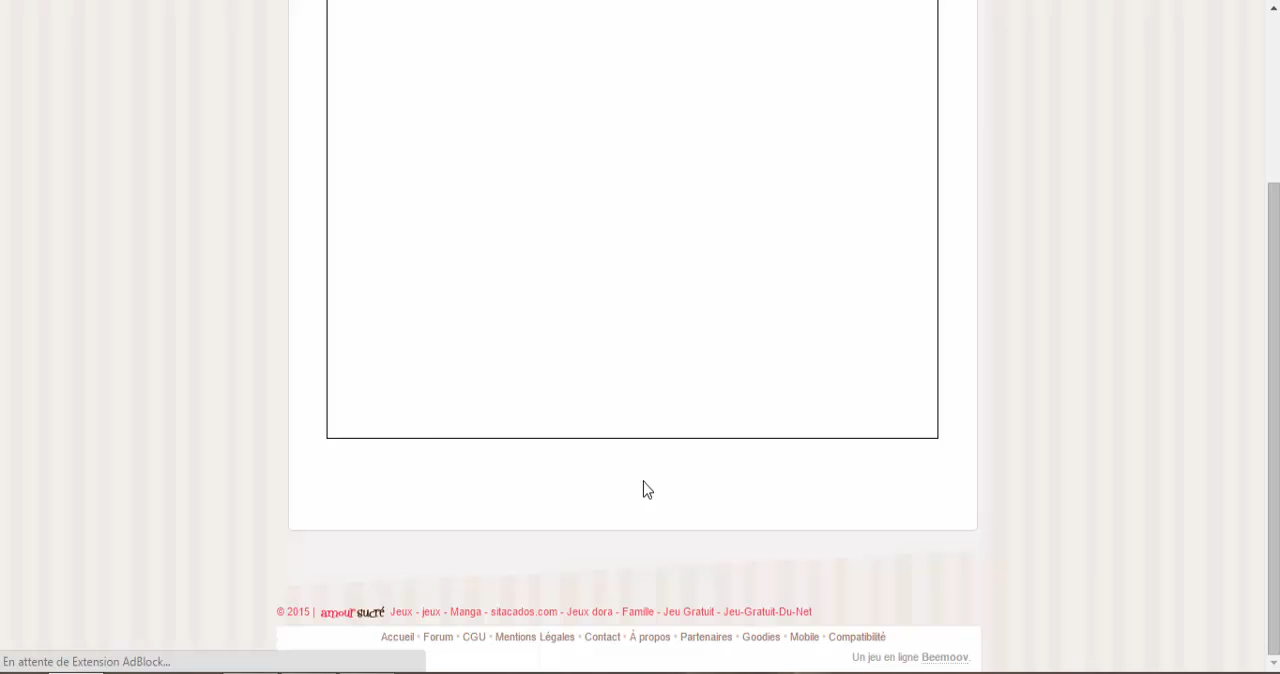 © 2015 | amour sucré Jeux - jeux - Manga - sitacados.com - Jeux dora - Famille - Jeu Gratuit - Jeu-Gratuit-Du-Net
Accueil • Forum • CGU • Mentions Légales • Contact • À propos • Partenaires • Goodies • Mobile • Compatibilité
Un jeu en ligne Beemoov.
En attente de Extension AdBlock...